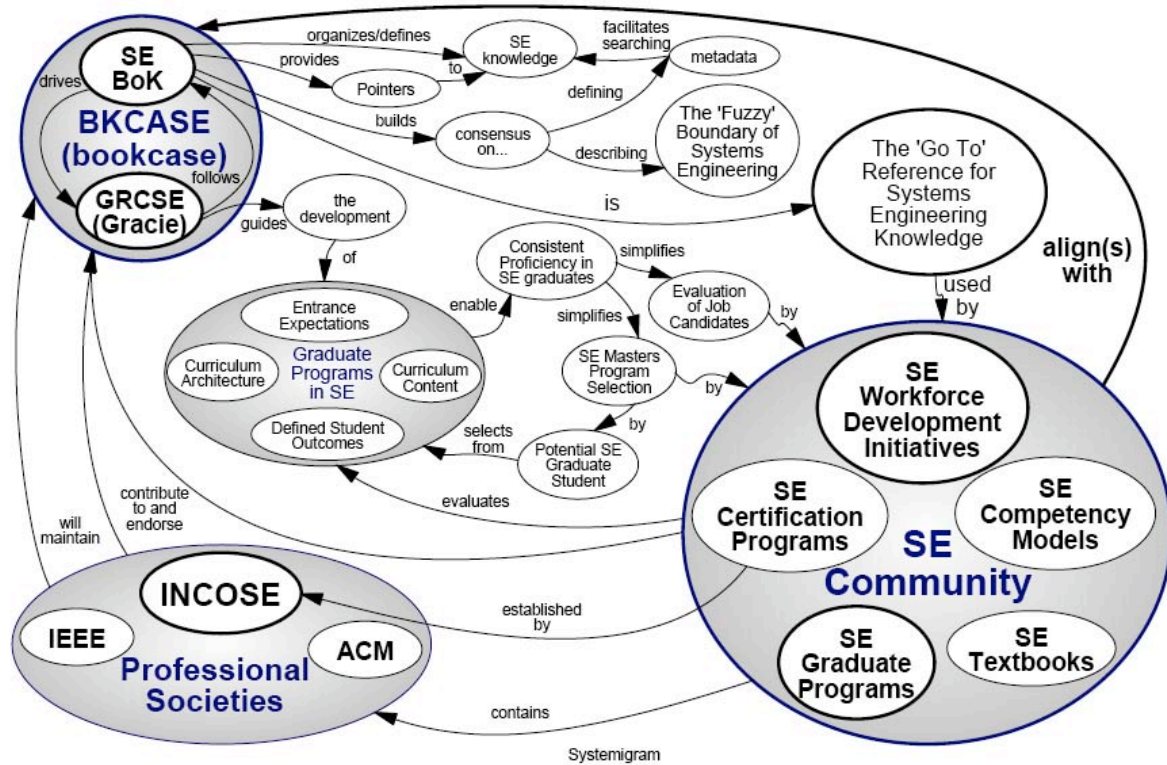 SE
BoK
drives
BKCASE
(bookcase)
follows
GRCSE
(Gracie)
organizes/defines
provides
Pointers
to
SE
knowledge
facilitates
searching
metadata
defining
builds
consensus
on...
describing
The 'Fuzzy'
Boundary of
Systems
Engineering
is
The 'Go To'
Reference for
Systems
Engineering
Knowledge
align(s)
with
used
by
guides
the
development
of
Entrance
Expectations
Curriculum
Architecture
Graduate
Programs
in SE
Curriculum
Content
Defined Student
Outcomes
enable
Consistent
Proficiency in
SE graduates
simplifies
Evaluation
of Job
Candidates
by
simplifies
SE Masters
Program
Selection
by
by
Potential SE
Graduate
Student
selects
from
evaluates
SE
Workforce
Development
Initiatives
SE
Certification
Programs
SE
Competency
Models
SE
Community
SE
Graduate
Programs
SE
Textbooks
will
maintain
contribute
to and
endorse
INCOSE
IEEE
ACM
Professional
Societies
established
by
contains
Systemigram